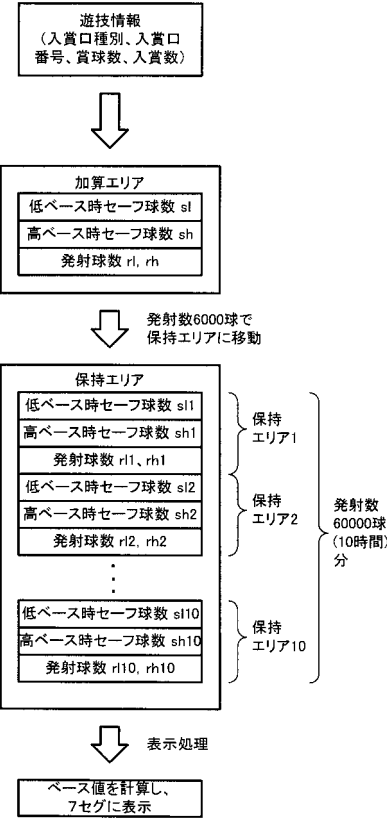 遊技情報
(入賞口種別、入賞口
番号、賞球数、入賞数)
加算エリア
低ベース時セーフ球数 sl
高ベース時セーフ球数 sh
発射球数 rl, rh
発射数6000球で
保持エリアに移動
保持エリア
低ベース時セーフ球数 sl1
高ベース時セーフ球数 sh1
発射球数 rl1、rh1
保持
エリア1
低ベース時セーフ球数 sl2
高ベース時セーフ球数 sh2
発射球数 rl2, rh2
保持
エリア2
低ベース時セーフ球数 sl10
高ベース時セーフ球数 sh10
発射球数 rl10, rh10
保持
エリア10
発射数
60000球
(10時間)
分
表示処理
ベース値を計算し、
7セグに表示